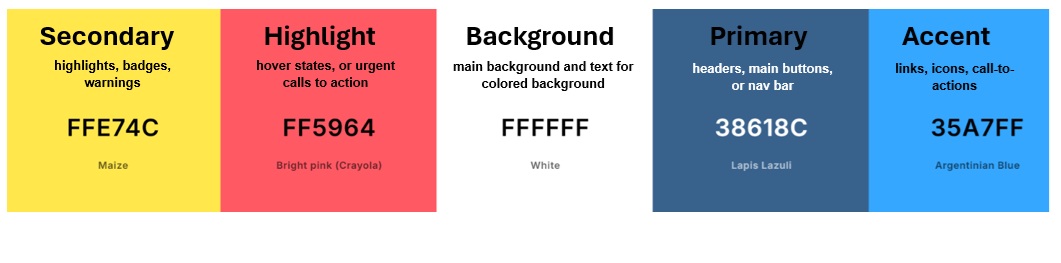 Secondary
highlights, badges,
warnings
FFE74C
Maize
Highlight
hover states, or urgent
calls to action
FF5964
Bright pink (Crayola)
Background
main background and text for
colored background
FFFFFF
White
Primary
headers, main buttons,
or nav bar
38618C
Lapis Lazuli
Accent
links, icons, call-to-
actions
35A7FF
Argentinian Blue